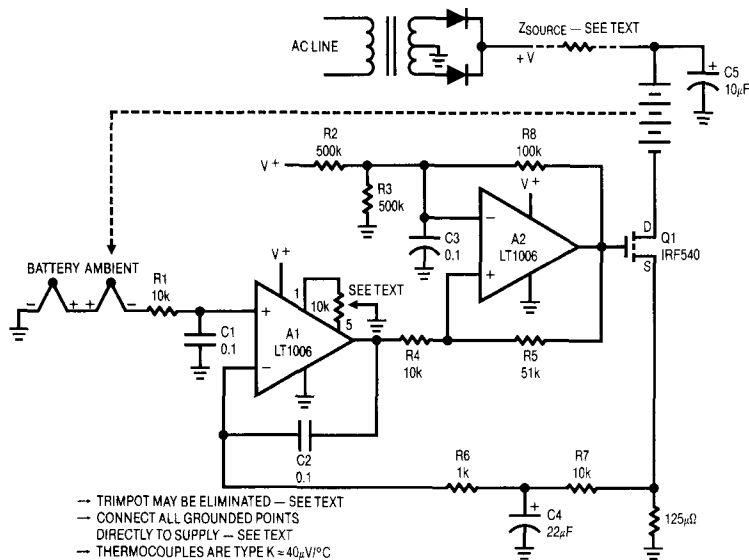 AC LINE
ZSOURCE — SEE TEXT
+V
+
C5
10µF
R2
500k
V+
R8
100k
R3
500k
V+
C3
0.1
−
A2
LT1006
+
D
Q1
IRF540
S
BATTERY AMBIENT
− + + −
R1
10k
V+
1
10k
SEE TEXT
5
+
A1
LT1006
−
C1
0.1
R4
10k
R5
51k
C2
0.1
R6
1k
R7
10k
+
C4
22µF
125µΩ
→ TRIMPOT MAY BE ELIMINATED — SEE TEXT
→ CONNECT ALL GROUNDED POINTS
DIRECTLY TO SUPPLY — SEE TEXT
→ THERMOCOUPLES ARE TYPE K ≈ 40µV/°C